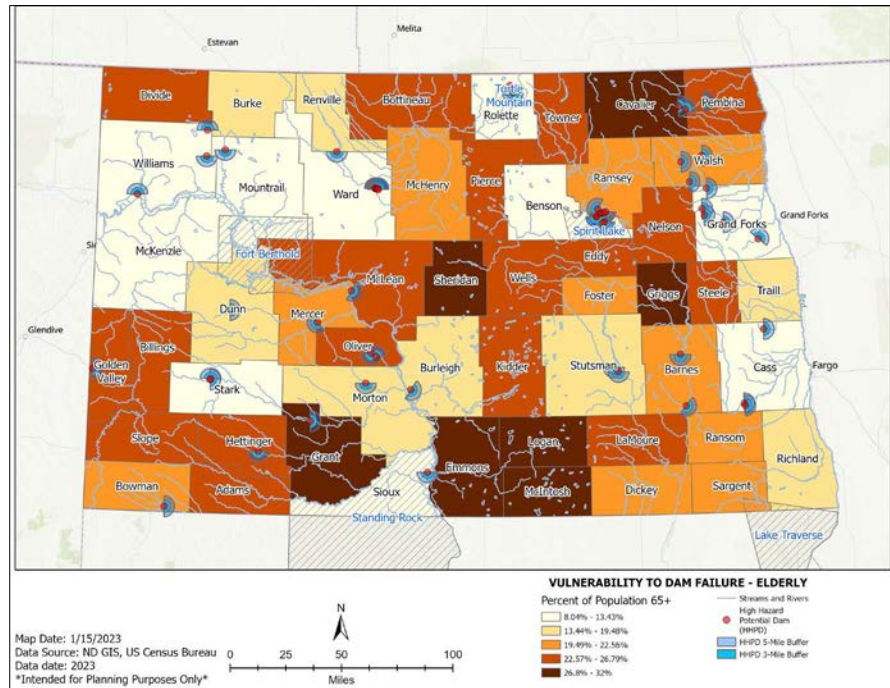 Estevan
Melita
Divide
Burke
Renville
Bottineau
Turtle
Mountain
Rolette
Towner
Cavalier
Pembina
Williams
Mountrail
Ward
McHenry
Pierce
Benson
Ramsey
Walsh
Spirit Lake
Nelson
Grand Forks
Grand Forks
McKenzie
Fort Berthold
McLean
Sheridan
Wells
Eddy
Foster
Griggs
Steele
Traill
Red
Glendive
Dunn
Mercer
Oliver
Golden
Valley
Billings
Stark
Morton
Burleigh
Kidder
Stutsman
Barnes
Cass
Fargo
Slope
Hettinger
Grant
Emmons
Logan
LaMoure
Ransom
Richland
Bowman
Adams
Sioux
McIntosh
Dickey
Sargent
Standing Rock
Lake Traverse
VULNERABILITY TO DAM FAILURE - ELDERLY
Percent of Population 65+
8.04% - 13.43%
13.44% - 19.48%
19.49% - 22.56%
22.57% - 26.79%
26.8% - 32%
Streams and Rivers
High Hazard
Potential Dam
(HHPD)
HHPD 5-Mile Buffer
HHPD 3-Mile Buffer
N
Map Date: 1/15/2023
Data Source: ND GIS, US Census Bureau
Data date: 2023
*Intended for Planning Purposes Only*
0 25 50 100
Miles